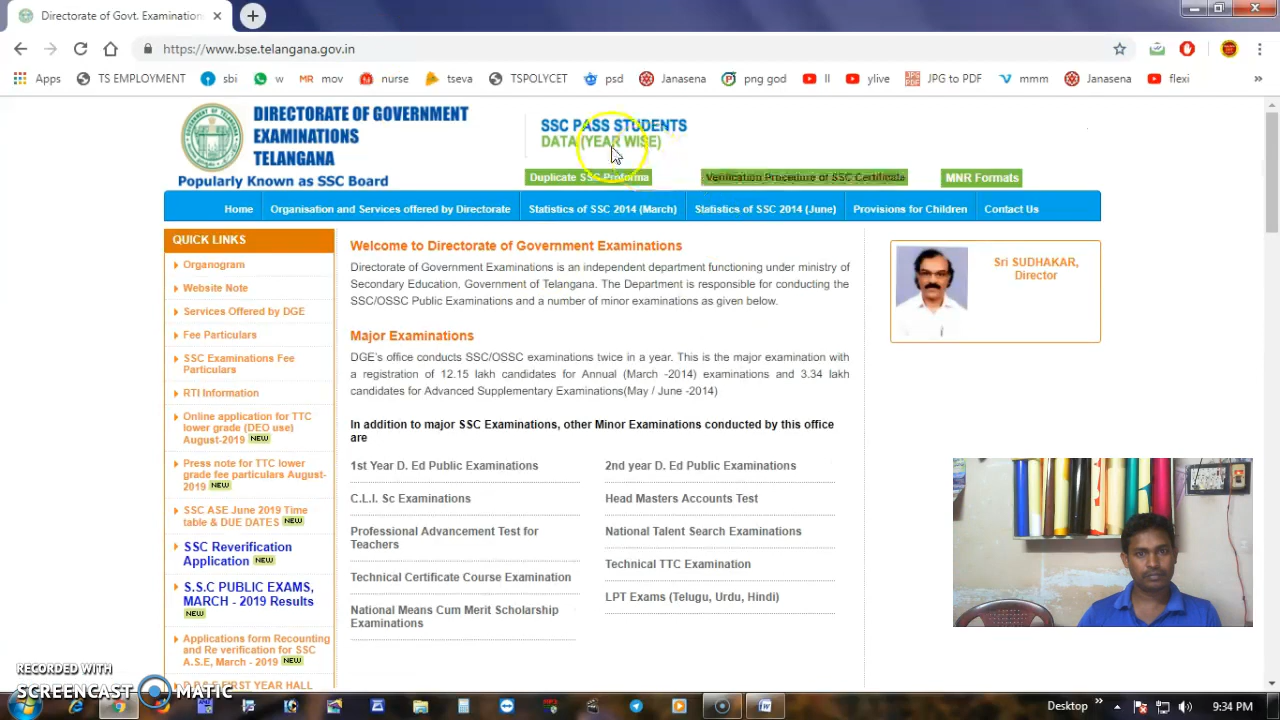 Directore of Govt. Examination
https://www.bse.telangana.gov.in
Apps TS EMPLOYMENT sbi w mov nurse tseva TSPOLYCET psd Janasena png god ll ylive JPG to PDF mmm Janasena flexi »
DIRECTORATE OF GOVERNMENT
EXAMINATIONS
TELANGANA
Popularly Known as SSC Board
SSC PASS STUDENTS
DATA (YEAR WISE)
Duplicate SSC Proforma Verification Procedure of SSC Certificate MNR Formats
Home Organisation and Services offered by Directorate Statistics of SSC 2014 (March) Statistics of SSC 2014 (June) Provisions for Children Contact Us
QUICK LINKS
Organogram
Website Note
Services Offered by DGE
Fee Particulars
SSC Examinations Fee
Particulars
RTI Information
Online application for TTC
lower grade (DEO use)
August-2019 NEW
Press note for TTC lower
grade fee particulars August-
2019 NEW
SSC ASE June 2019 Time
table & DUE DATES NEW
SSC Reverification
Application NEW
S.S.C PUBLIC EXAMS,
MARCH - 2019 Results
NEW
Applications form Recounting
and Re verification for SSC
A.S.E, March - 2019 NEW
FIRST YEAR HALL
Welcome to Directorate of Government Examinations
Directorate of Government Examinations is an independent department functioning under ministry of
Secondary Education, Government of Telangana. The Department is responsible for conducting the
SSC/OSSC Public Examinations and a number of minor examinations as given below.
Major Examinations
DGE's office conducts SSC/OSSC examinations twice in a year. This is the major examination with
a registration of 12.15 lakh candidates for Annual (March -2014) examinations and 3.34 lakh
candidates for Advanced Supplementary Examinations(May / June -2014)
In addition to major SSC Examinations, other Minor Examinations conducted by this office
are
1st Year D. Ed Public Examinations 2nd year D. Ed Public Examinations
C.L.I. Sc Examinations Head Masters Accounts Test
Professional Advancement Test for
Teachers
National Talent Search Examinations
Technical TTC Examination
Technical Certificate Course Examination
LPT Exams (Telugu, Urdu, Hindi)
National Means Cum Merit Scholarship
Examinations
Sri SUDHAKAR,
Director
RECORDED WITH
SCREENCAST MATIC
Desktop » 9:34 PM